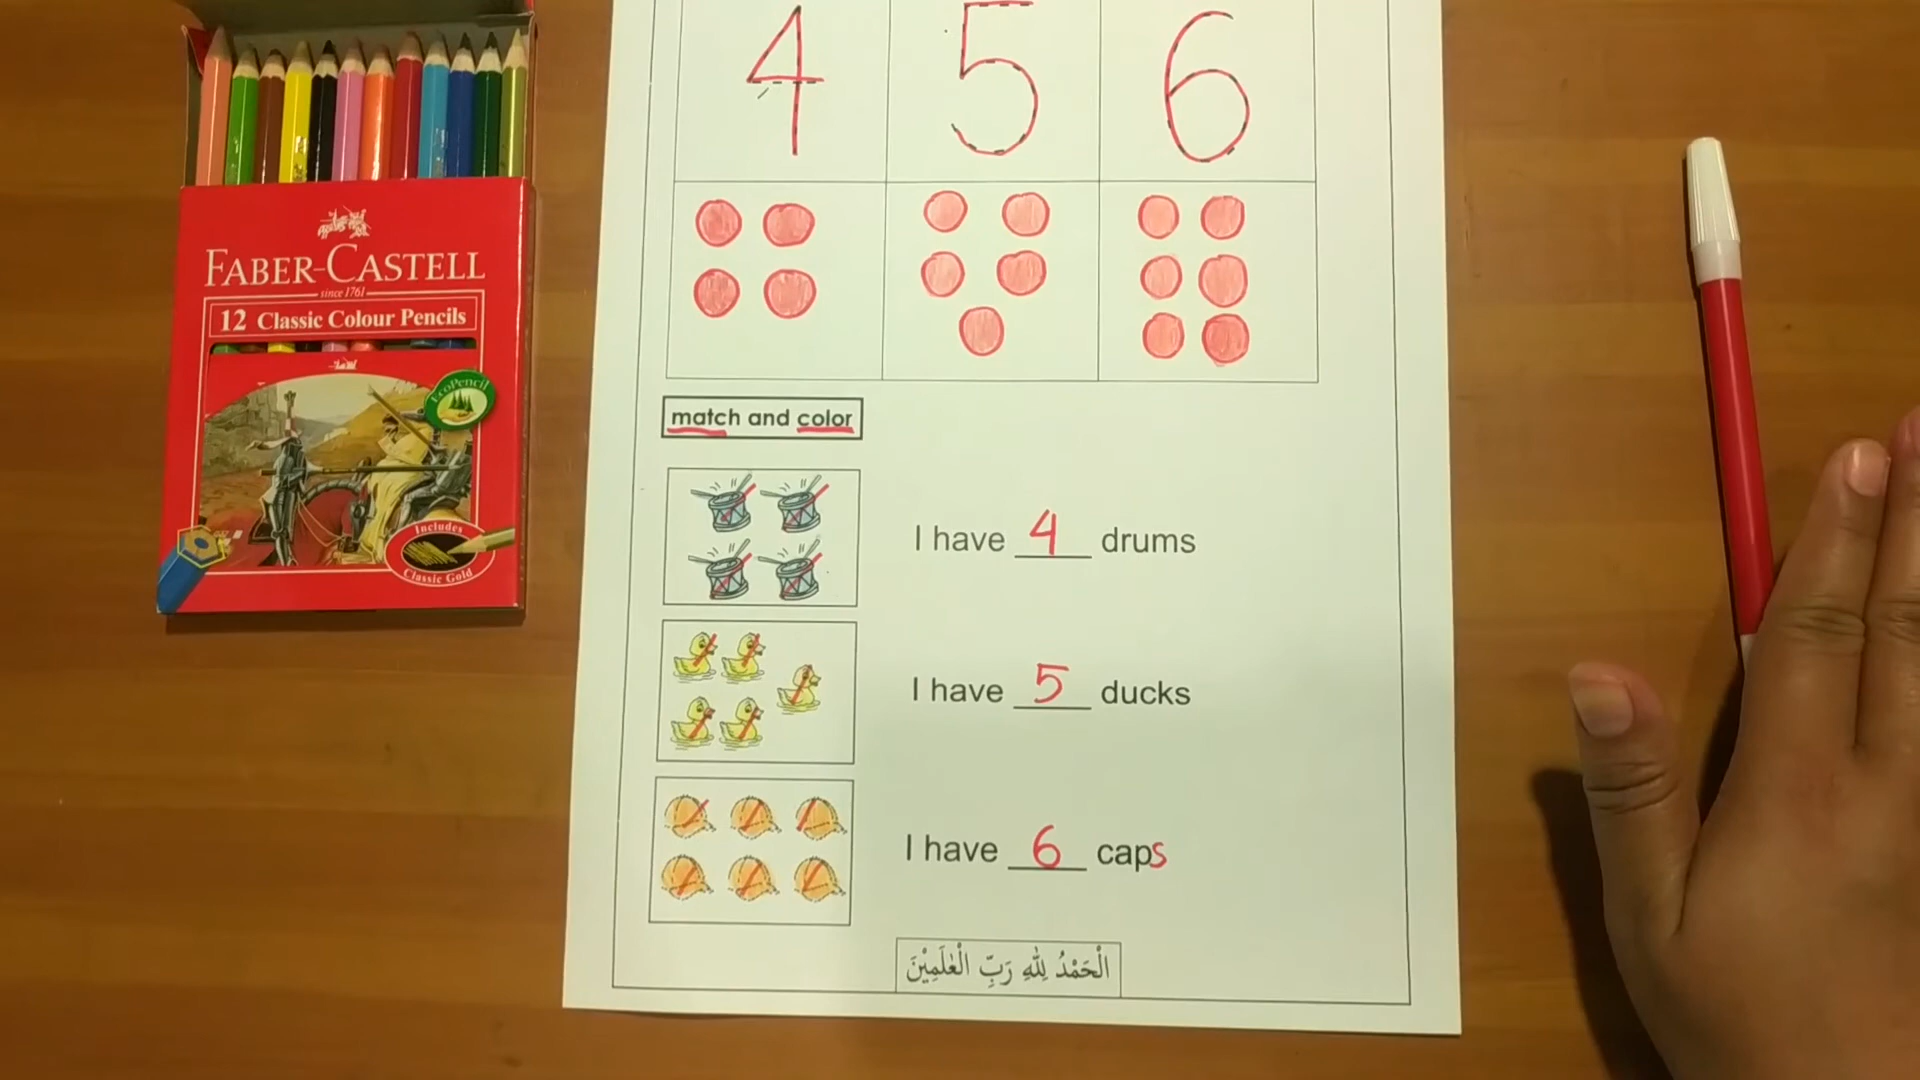 4 5 6
FABER-CASTELL
since 1761
12 Classic Colour Pencils
EcoPencil
Includes
Classic Gold
match and color
I have 4 drums
I have 5 ducks
I have 6 caps
الْحَمْدُ لِلّٰهِ رَبِّ الْعٰلَمِيْنَ